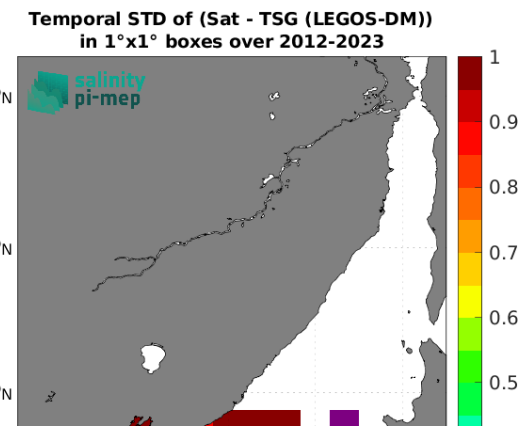 Temporal STD of (Sat - TSG (LEGOS-DM))
in 1°x1° boxes over 2012-2023
salinity
pi-mep
1
0.9
0.8
0.7
0.6
0.5
N
N
N